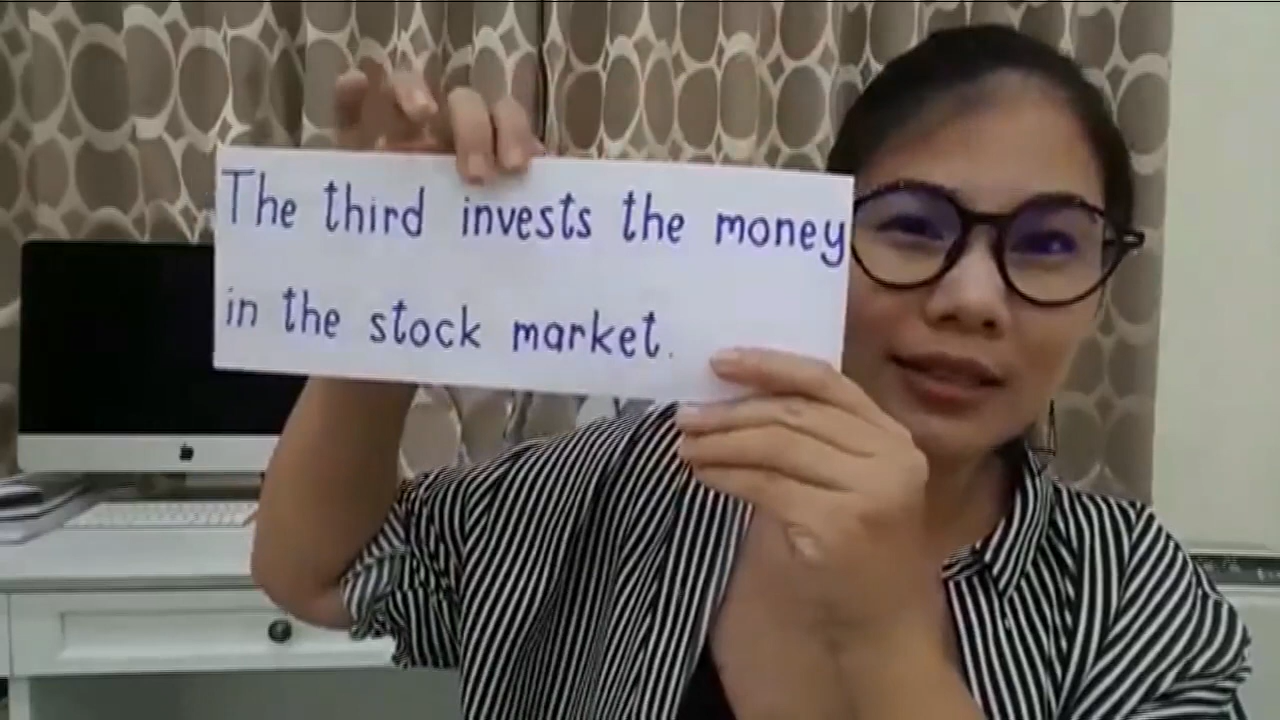 The third invests the money
in the stock market.